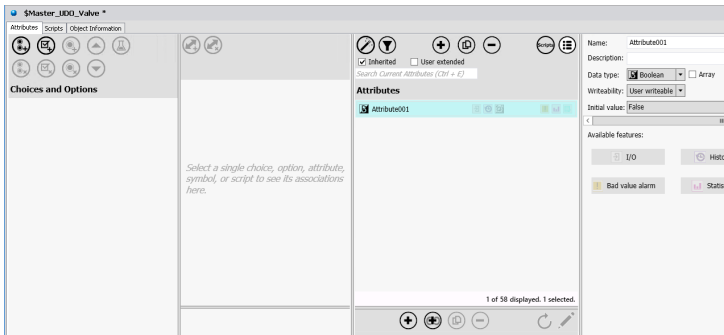 $Master_UDO_Valve *
Attributes Scripts Object Information
Choices and Options
Select a single choice, option, attribute,
symbol, or script to see its associations
here.
Scripts
Inherited User extended
Search Current Attributes (Ctrl + E)
Attributes
Attribute001
1 of 58 displayed. 1 selected.
Name: Attribute001
Description:
Data type: Boolean Array
Writeability: User writeable
Initial value: False
Available features:
I/O Histo
Bad value alarm Statis